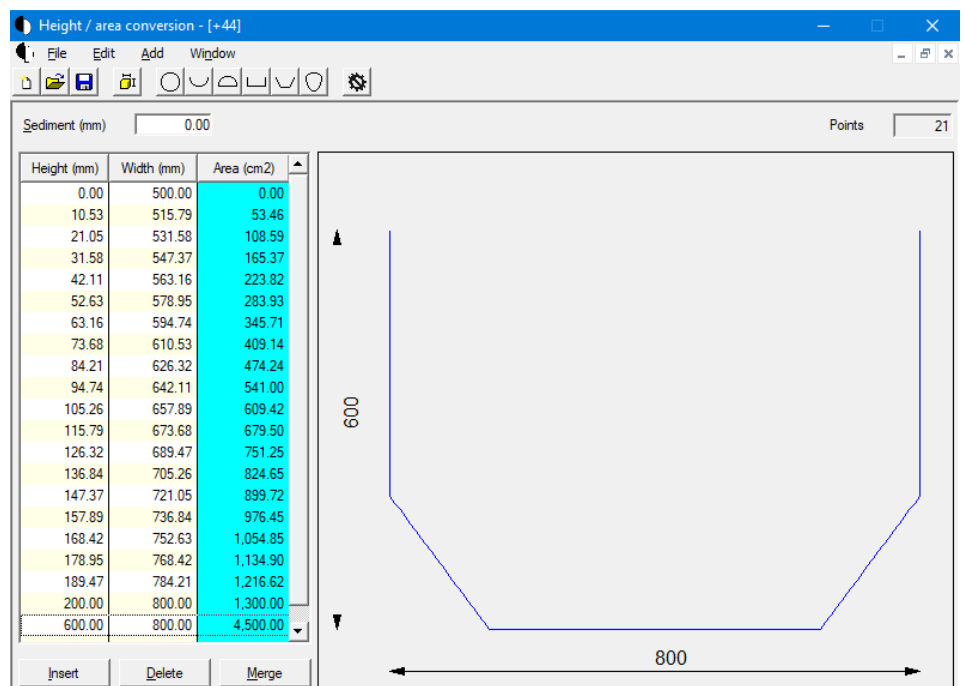 Height / area conversion - [+44]
File Edit Add Window
Sediment (mm) 0.00 Points 21
Height (mm) Width (mm) Area (cm2)
0.00 500.00 0.00
10.53 515.79 53.46
21.05 531.58 108.59
31.58 547.37 165.37
42.11 563.16 223.82
52.63 578.95 283.93
63.16 594.74 345.71
73.68 610.53 409.14
84.21 626.32 474.24
94.74 642.11 541.00
105.26 657.89 609.42
115.79 673.68 679.50
126.32 689.47 751.25
136.84 705.26 824.65
147.37 721.05 899.72
157.89 736.84 976.45
168.42 752.63 1,054.85
178.95 768.42 1,134.90
189.47 784.21 1,216.62
200.00 800.00 1,300.00
600.00 800.00 4,500.00
600
800
Insert Delete Merge